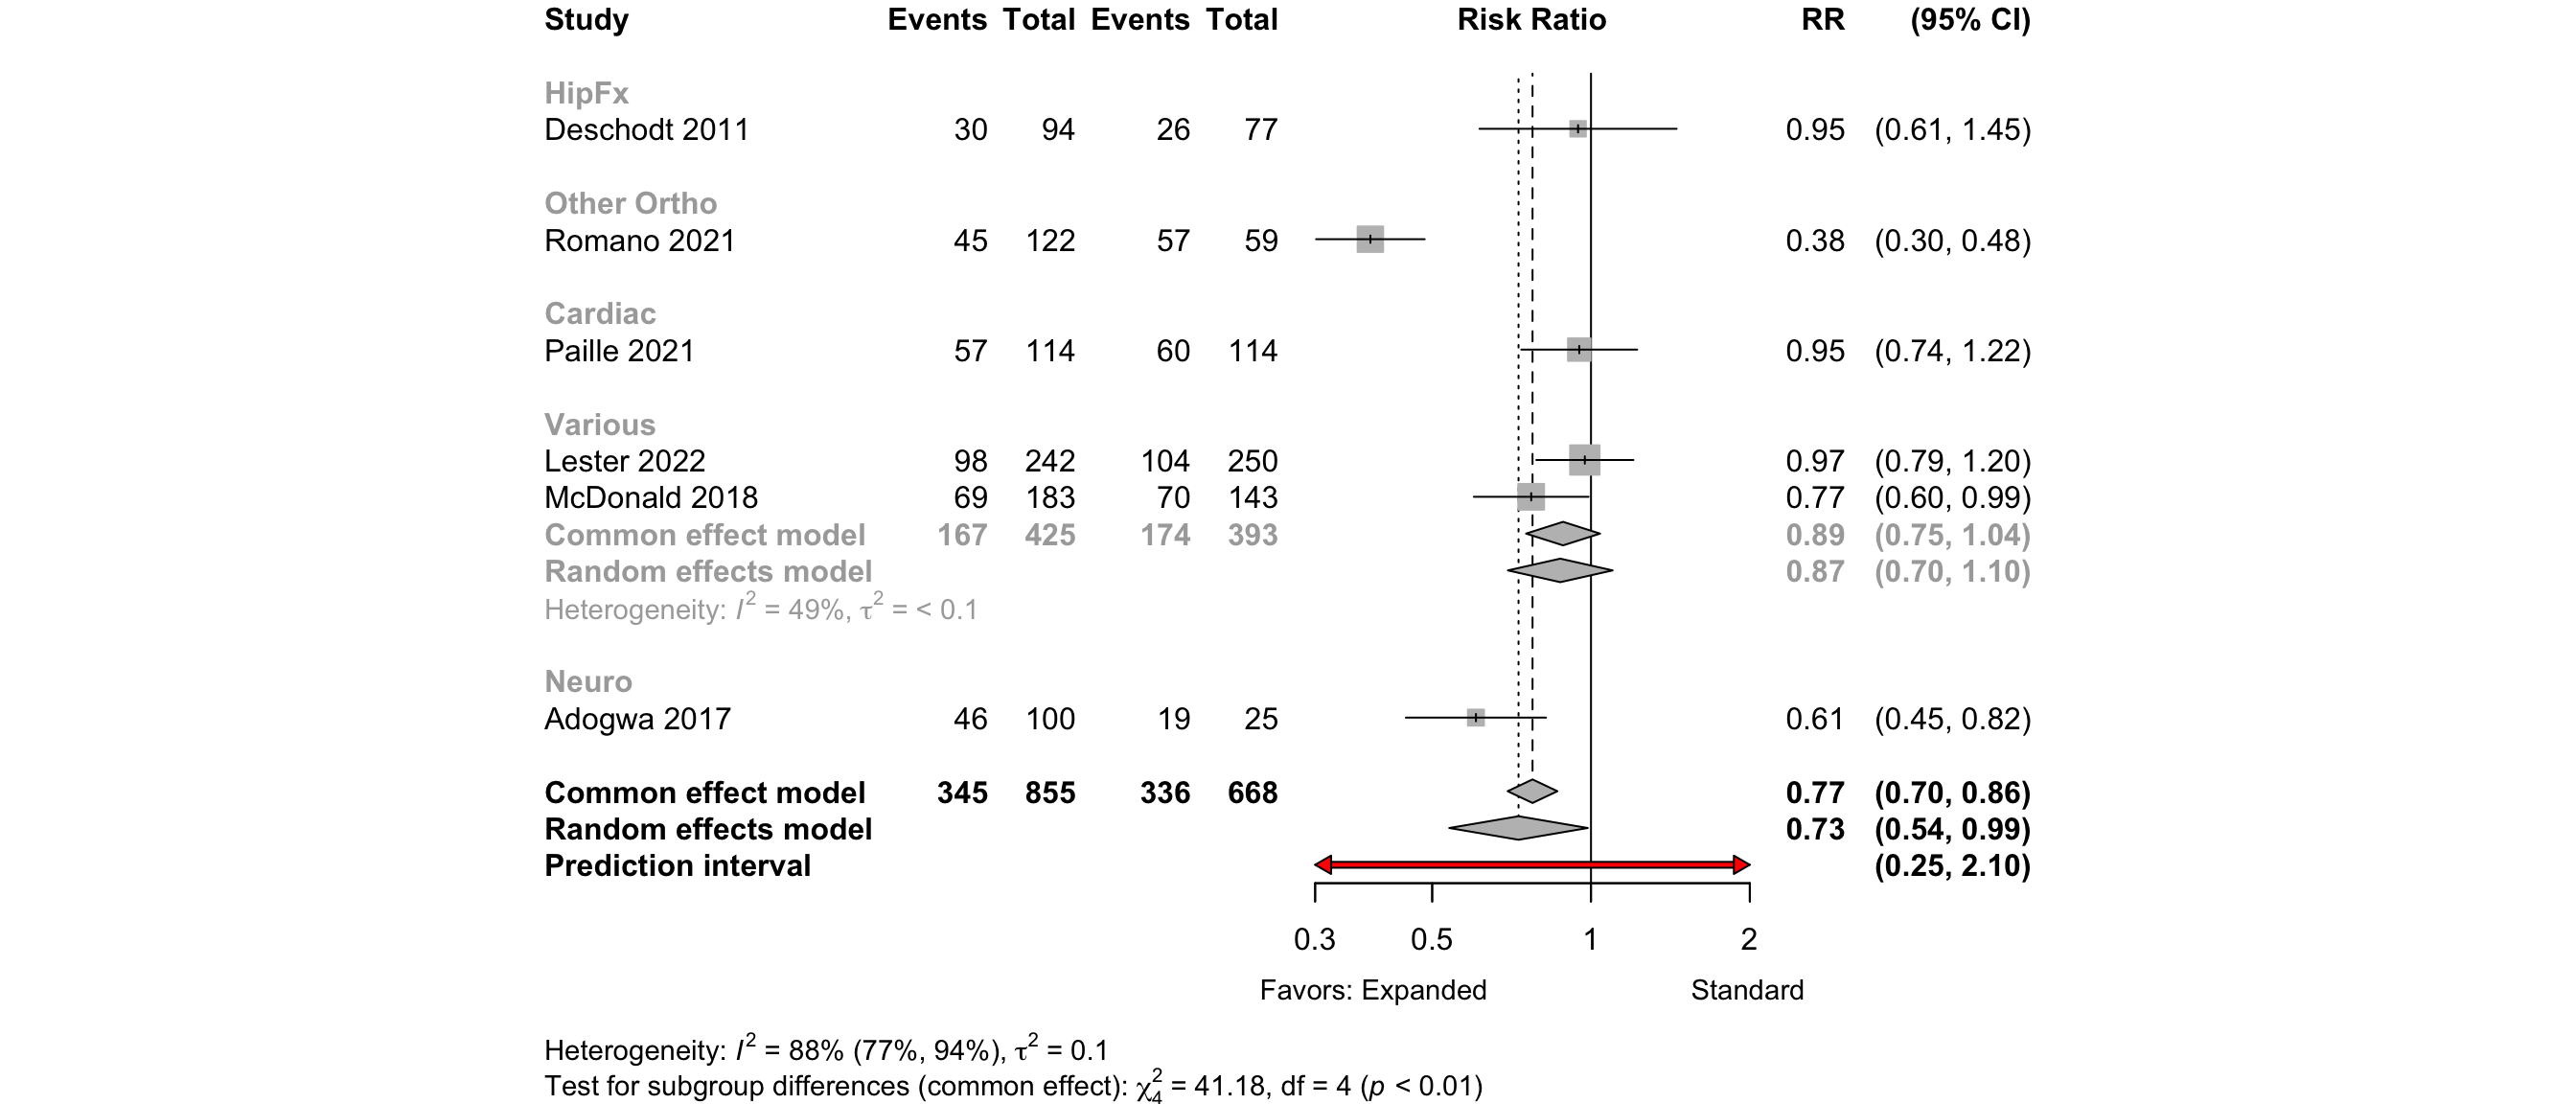 Study Events Total Events Total Risk Ratio RR (95% CI)
HipFx
Deschodt 2011 30 94 26 77 0.95 (0.61, 1.45)
Other Ortho
Romano 2021 45 122 57 59 0.38 (0.30, 0.48)
Cardiac
Paille 2021 57 114 60 114 0.95 (0.74, 1.22)
Various
Lester 2022 98 242 104 250 0.97 (0.79, 1.20)
McDonald 2018 69 183 70 143 0.77 (0.60, 0.99)
Common effect model 167 425 174 393 0.89 (0.75, 1.04)
Random effects model 0.87 (0.70, 1.10)
Heterogeneity: I² = 49%, τ² = < 0.1
Neuro
Adogwa 2017 46 100 19 25 0.61 (0.45, 0.82)
Common effect model 345 855 336 668 0.77 (0.70, 0.86)
Random effects model 0.73 (0.54, 0.99)
Prediction interval (0.25, 2.10)
0.3 0.5 1 2
Favors: Expanded Standard
Heterogeneity: I² = 88% (77%, 94%), τ² = 0.1
Test for subgroup differences (common effect): χ²₄ = 41.18, df = 4 (p < 0.01)